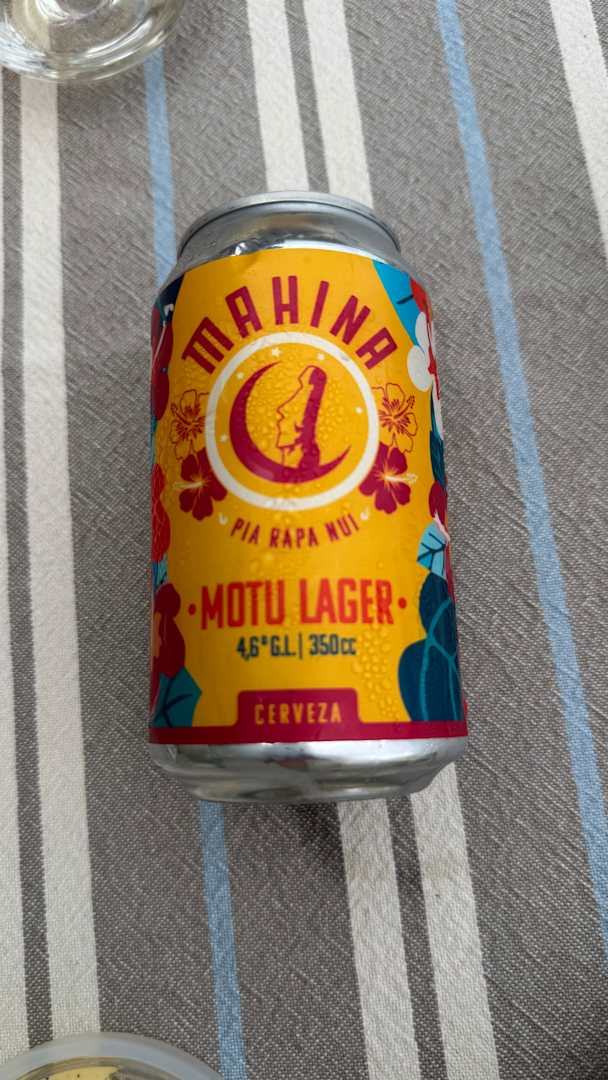 MAHINA
PIA RAPA NUI
•MOTU LAGER•
4,6°G.L.| 350cc
CERVEZA